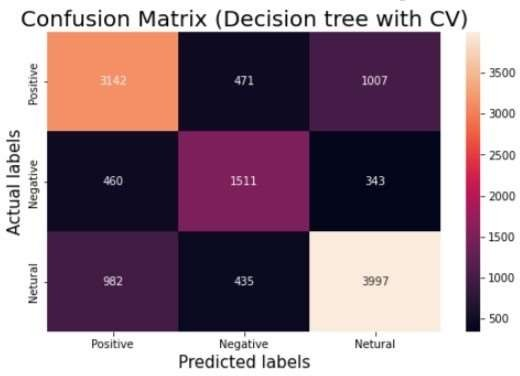 Confusion Matrix (Decision tree with CV)
Actual labels
Positive
3142
471
1007
Negative
460
1511
343
Netural
982
435
3997
Positive
Negative
Netural
Predicted labels
3500
3000
2500
2000
1500
1000
500